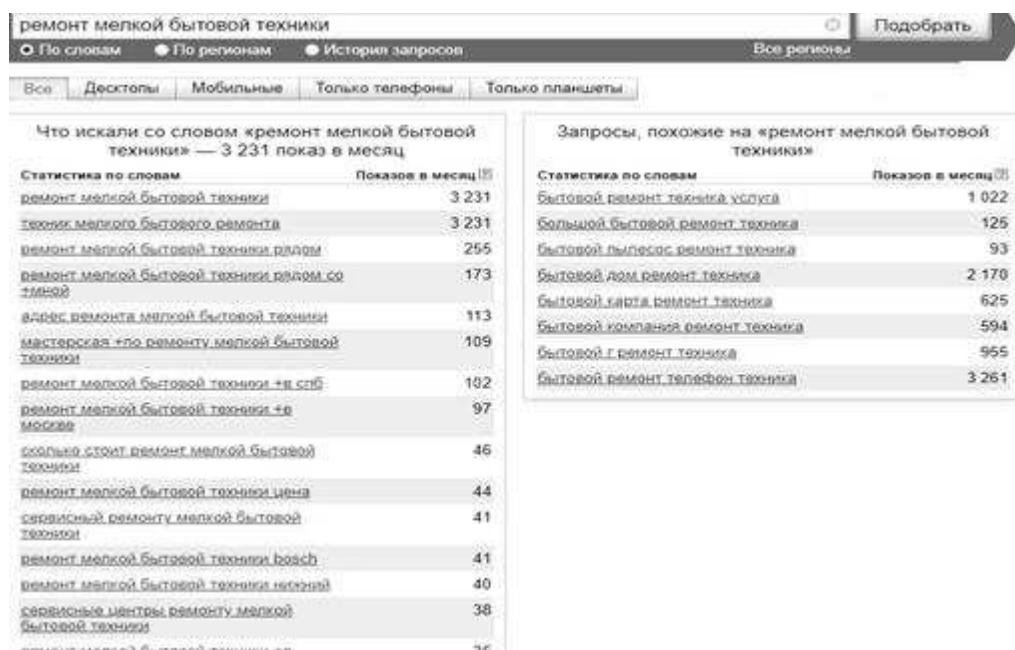 ремонт мелкой бытовой техники
Подобрать
По словам
По регионам
История запросов
Все регионы
Все
Десктопы
Мобильные
Только телефоны
Только планшеты
Что искали со словом «ремонт мелкой бытовой
техники» — 3 231 показ в месяц
Статистика по словам
Показов в месяц
ремонт мелкой бытовой техники 3 231
техник мелкого бытового ремонта 3 231
ремонт мелкой бытовой техники рядом 255
ремонт мелкой бытовой техники рядом со 173
+мной
адрес ремонта мелкой бытовой техники 113
мастерская +по ремонту мелкой бытовой 109
техники
ремонт мелкой бытовой техники +в спб 102
ремонт мелкой бытовой техники +в 97
москве
сколько стоит ремонт мелкой бытовой 46
техники
ремонт мелкой бытовой техники цена 44
сервисный ремонту мелкой бытовой 41
техники
ремонт мелкой бытовой техники bosch 41
ремонт мелкой бытовой техники нижний 40
сервисные центры ремонту мелкой 38
бытовой техники
Запросы, похожие на «ремонт мелкой бытовой
техники»
Статистика по словам
Показов в месяц
бытовой ремонт техника услуга 1 022
большой бытовой ремонт техника 125
бытовой пылесос ремонт техника 93
бытовой дом ремонт техника 2 170
бытовой карта ремонт техника 625
бытовой компания ремонт техника 594
бытовой г ремонт техника 955
бытовой ремонт телефон техника 3 261